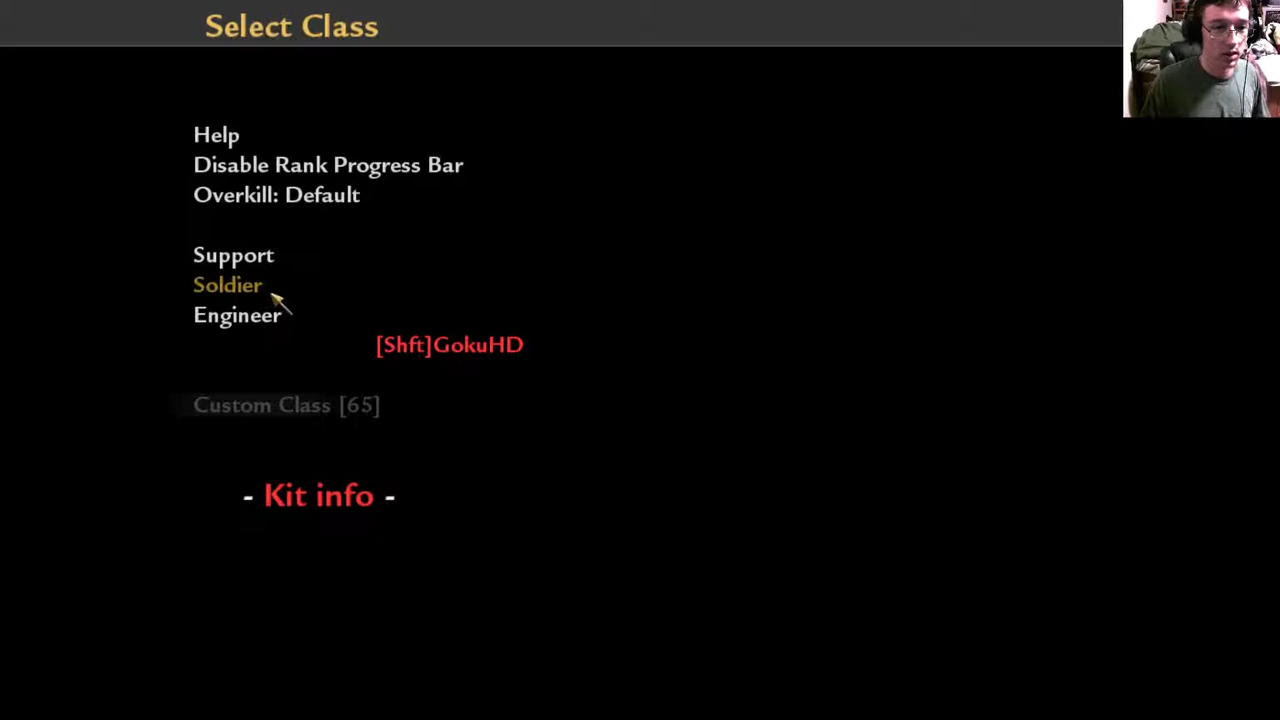 Select Class
Help
Disable Rank Progress Bar
Overkill: Default
Support
Soldier
Engineer
[Shft]GokuHD
Custom Class [65]
- Kit info -